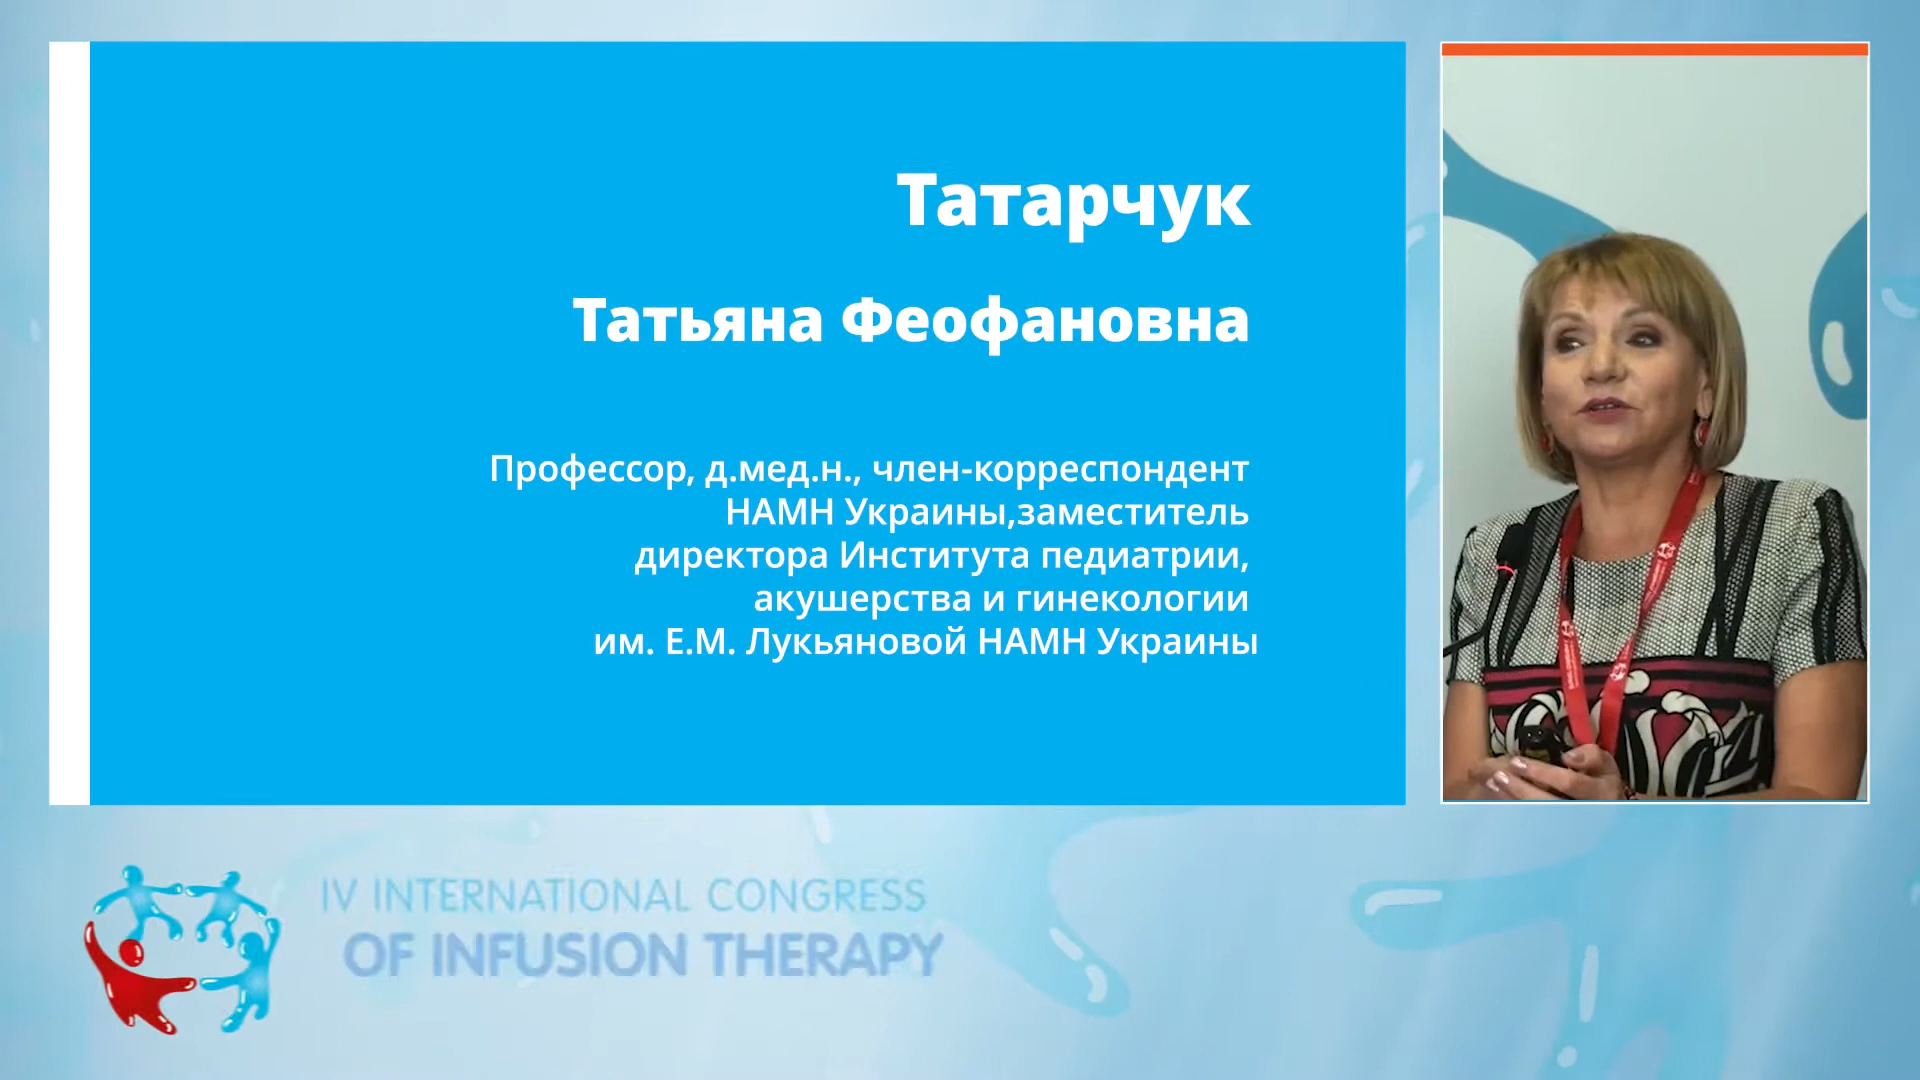 Татарчук
Татьяна Феофановна
Профессор, д.мед.н., член-корреспондент
НАМН Украины,заместитель
директора Института педиатрии,
акушерства и гинекологии
им. Е.М. Лукьяновой НАМН Украины
IV INTERNATIONAL CONGRESS
OF INFUSION THERAPY